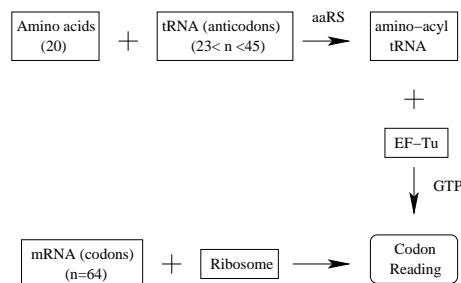 Amino acids
(20)
+
tRNA (anticodons)
(23< n <45)
aaRS
amino−acyl
tRNA
+
EF−Tu
GTP
mRNA (codons)
(n=64)
+
Ribosome
Codon
Reading